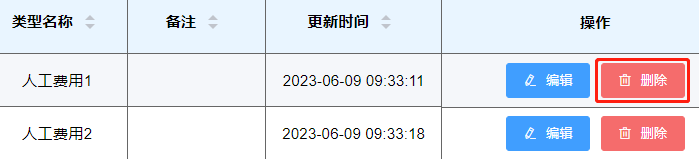 类型名称 备注 更新时间 操作
人工费用1 2023-06-09 09:33:11 编辑 删除
人工费用2 2023-06-09 09:33:18 编辑 删除